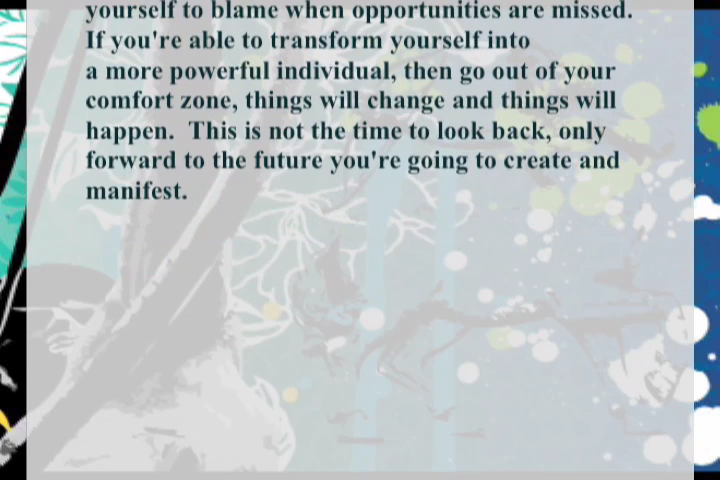 yourself to blame when opportunities are missed.
If you're able to transform yourself into
a more powerful individual, then go out of your
comfort zone, things will change and things will
happen.  This is not the time to look back, only
forward to the future you're going to create and
manifest.